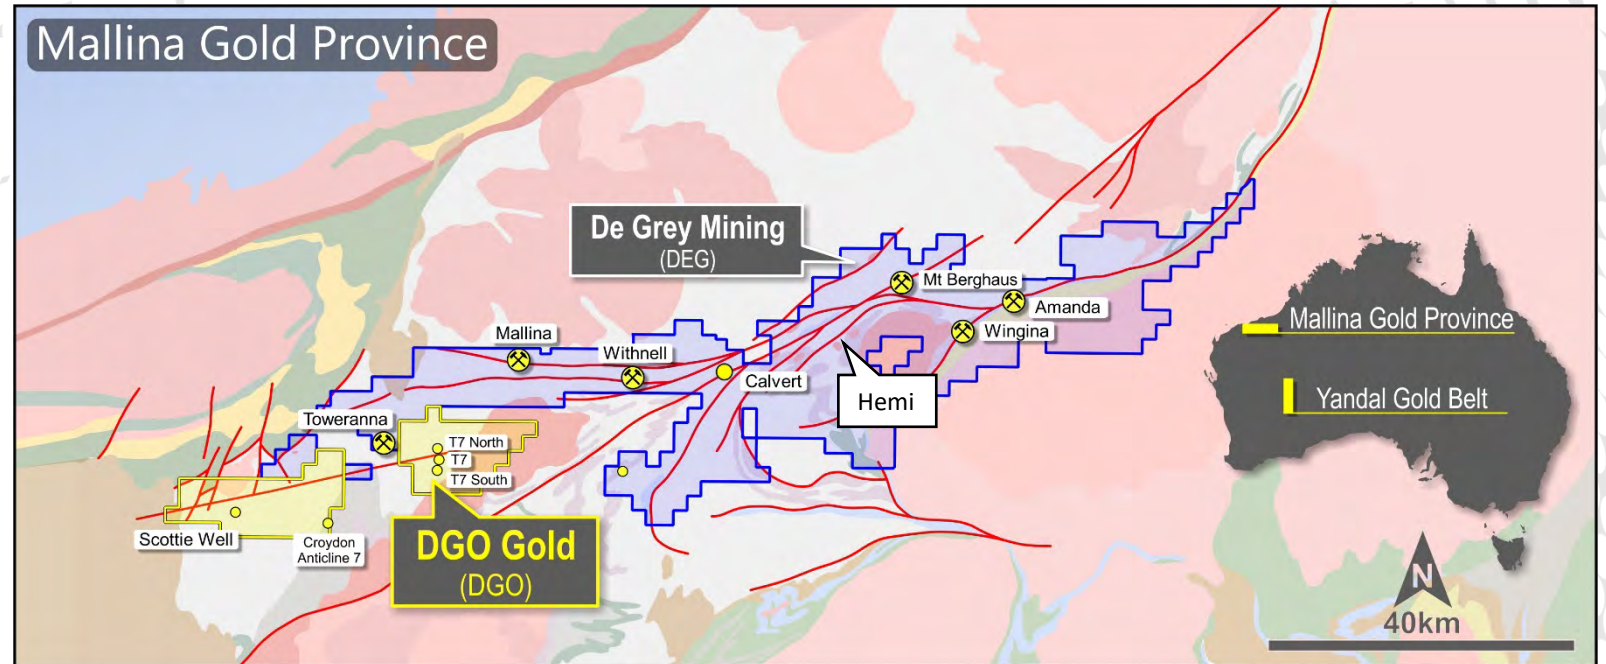 Mallina Gold Province
De Grey Mining
(DEG)
Mt Berghaus
Amanda
Wingina
Mallina
Withnell
Calvert
Hemi
Toweranna
T7 North
T7
T7 South
Scottie Well
Croydon
Anticline 7
DGO Gold
(DGO)
Mallina Gold Province
Yandal Gold Belt
N
40km